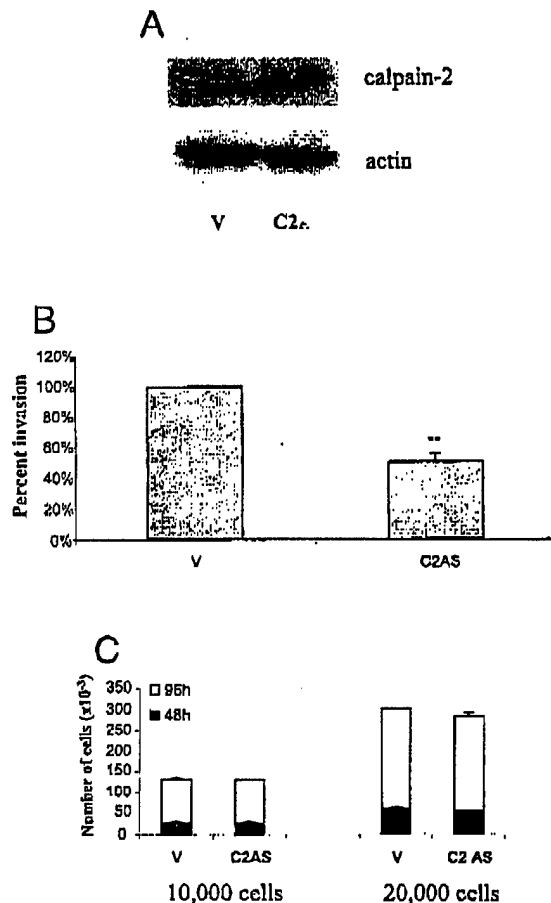 A
calpain-2
actin
V
B
120%
100%
80%
60%
40%
20%
0%
Percent invasion
**
V C2AS
C
350
300
250
200
150
100
50
0
Number of cells (x10⁻³)
96h
48h
V C2AS V C2 AS
10,000 cells 20,000 cells